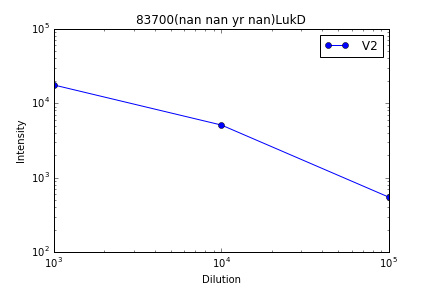 83700(nan nan yr nan)LukD
10^5
V2
10^4
Intensity
10^3
10^2
10^3 10^4 10^5
Dilution